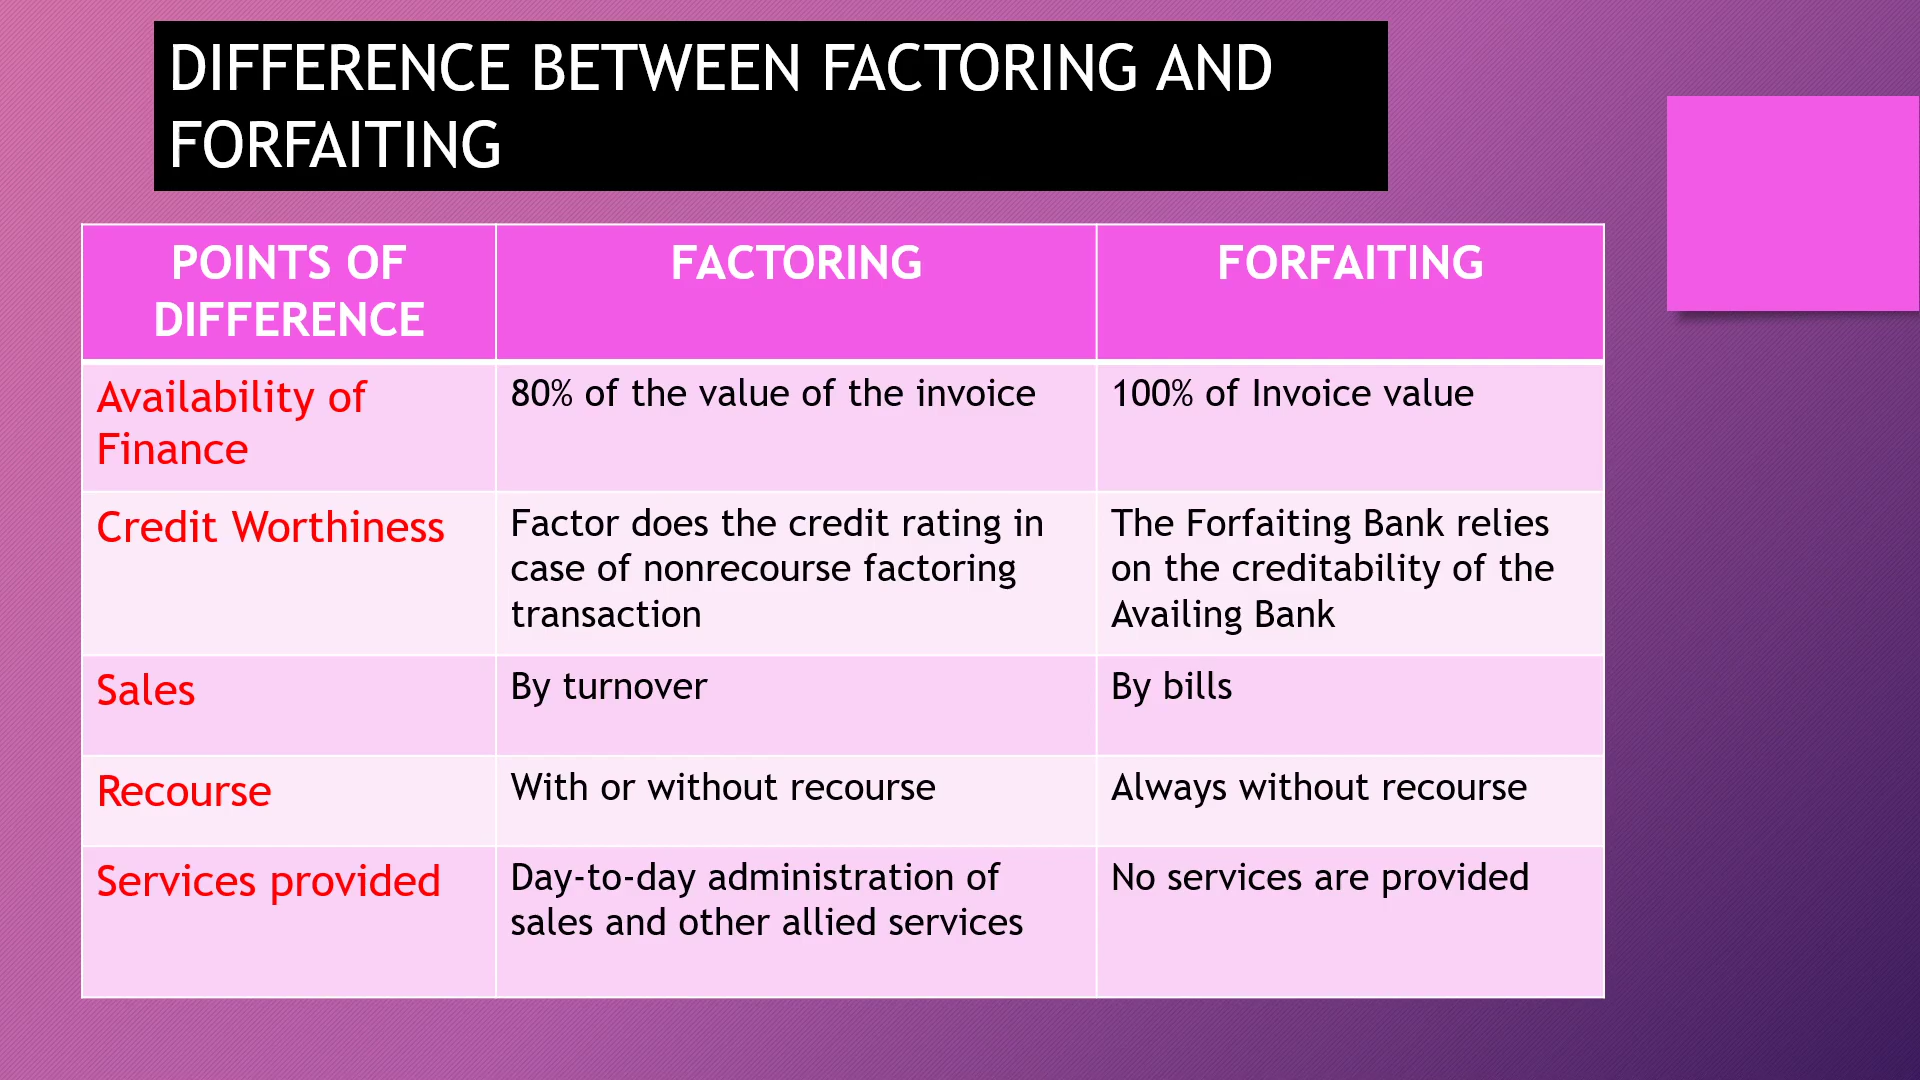 DIFFERENCE BETWEEN FACTORING AND
FORFAITING
POINTS OF
DIFFERENCE
FACTORING
FORFAITING
Availability of
Finance
80% of the value of the invoice
100% of Invoice value
Credit Worthiness
Factor does the credit rating in
case of nonrecourse factoring
transaction
The Forfaiting Bank relies
on the creditability of the
Availing Bank
Sales
By turnover
By bills
Recourse
With or without recourse
Always without recourse
Services provided
Day-to-day administration of
sales and other allied services
No services are provided